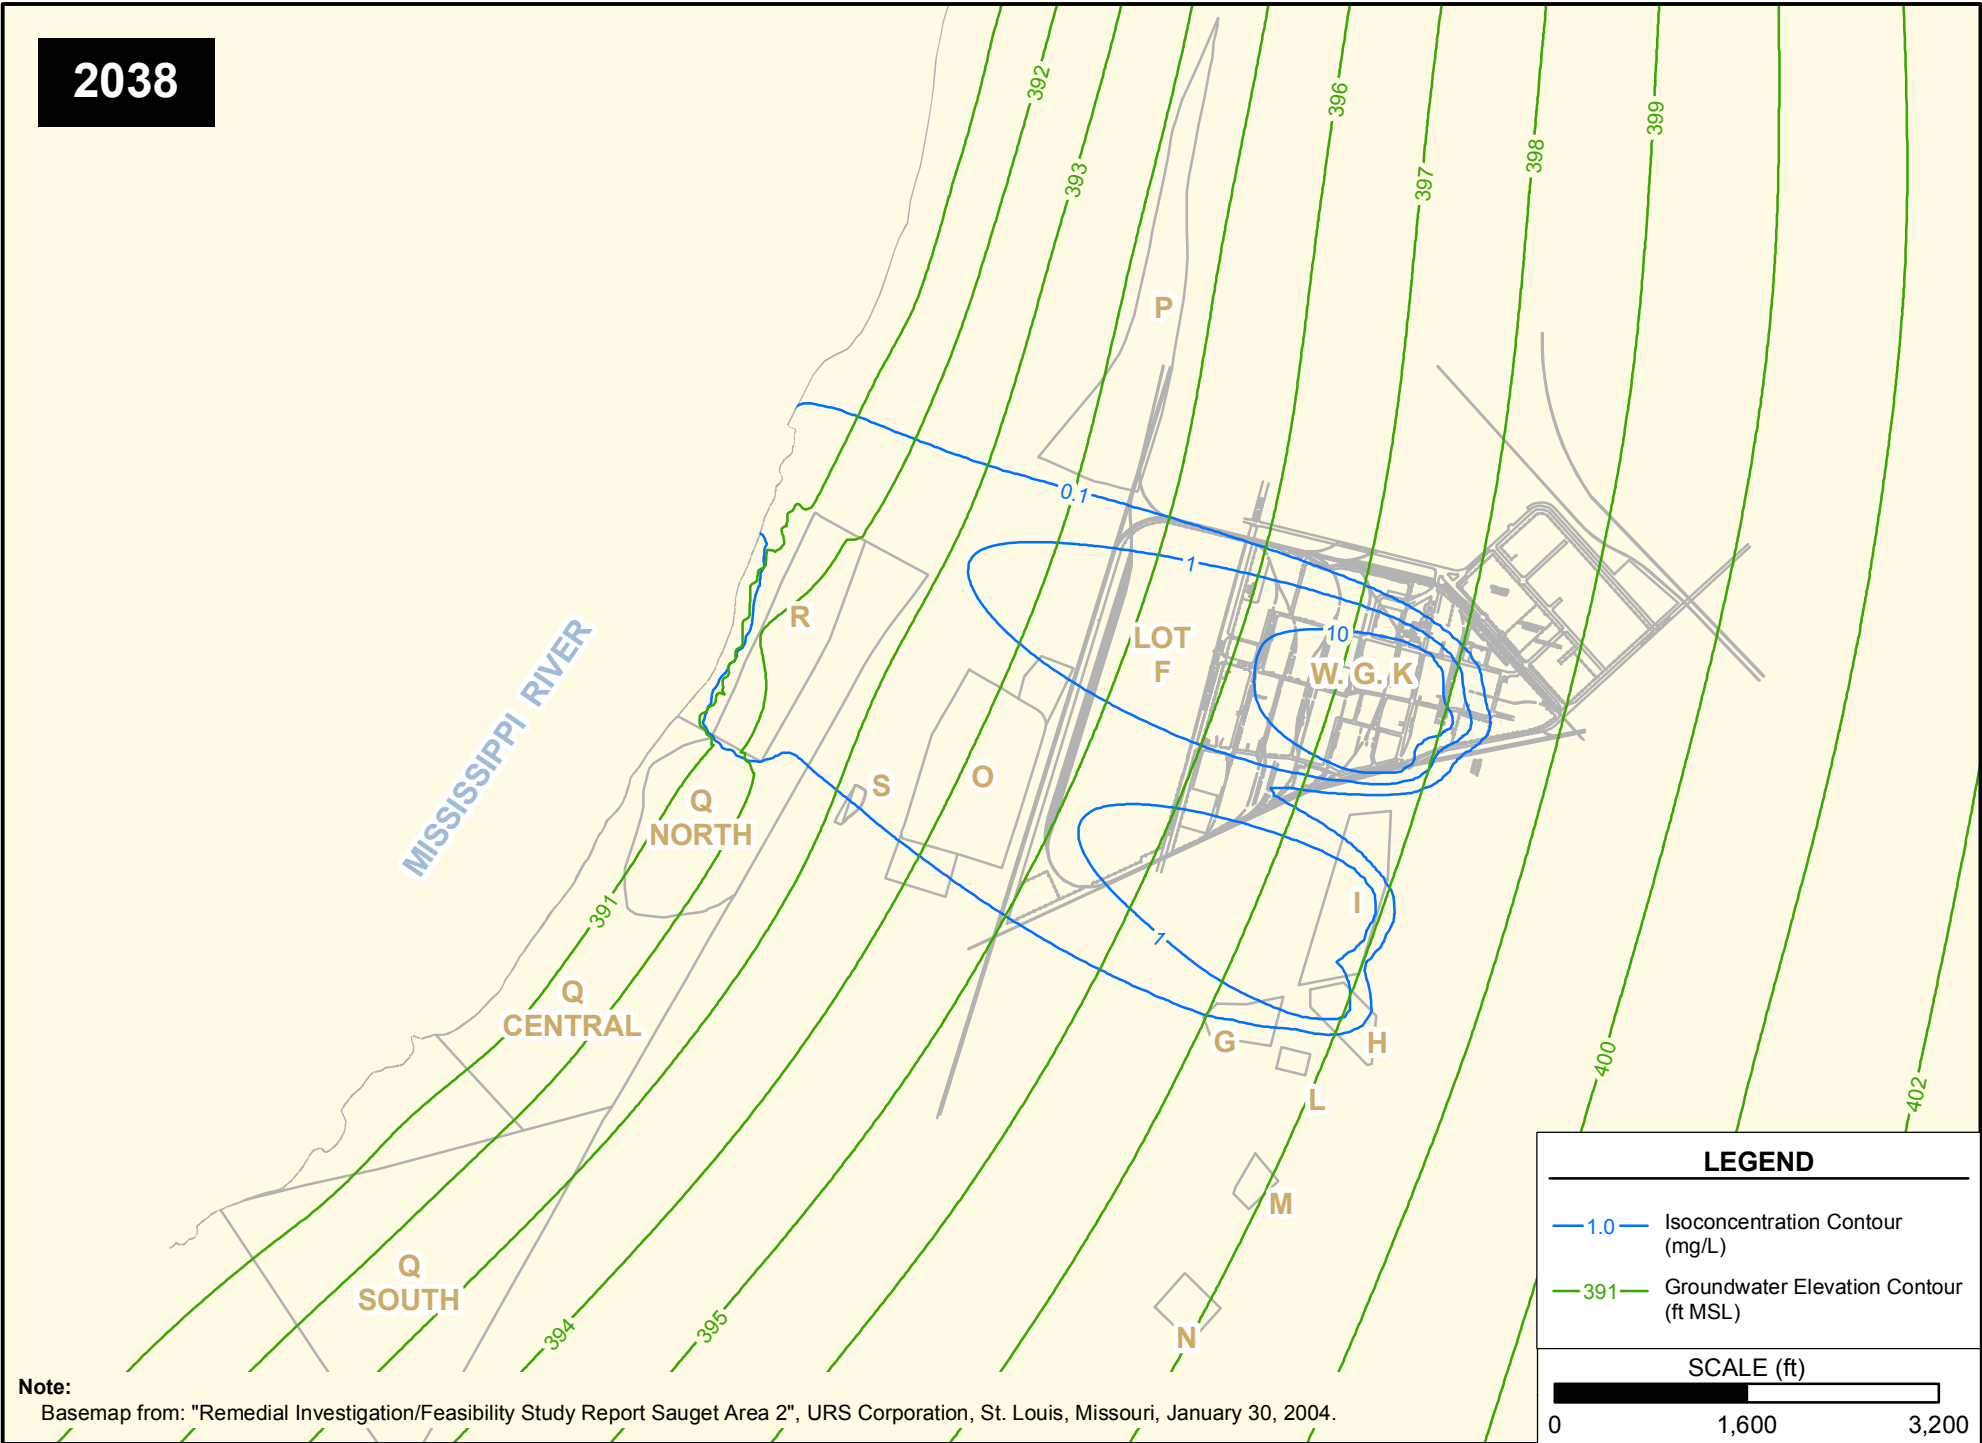 2038
392
393
396
397
398
399
P
0.1
1
R
LOT
F
10
W. G. K
MISSISSIPPI RIVER
S
O
Q
NORTH
391
I
1
Q
CENTRAL
G
H
L
400
402
M
Q
SOUTH
394
395
N
LEGEND
1.0
Isoconcentration Contour
(mg/L)
391
Groundwater Elevation Contour
(ft MSL)
SCALE (ft)
0 1,600 3,200
Note:
Basemap from: "Remedial Investigation/Feasibility Study Report Sauget Area 2", URS Corporation, St. Louis, Missouri, January 30, 2004.